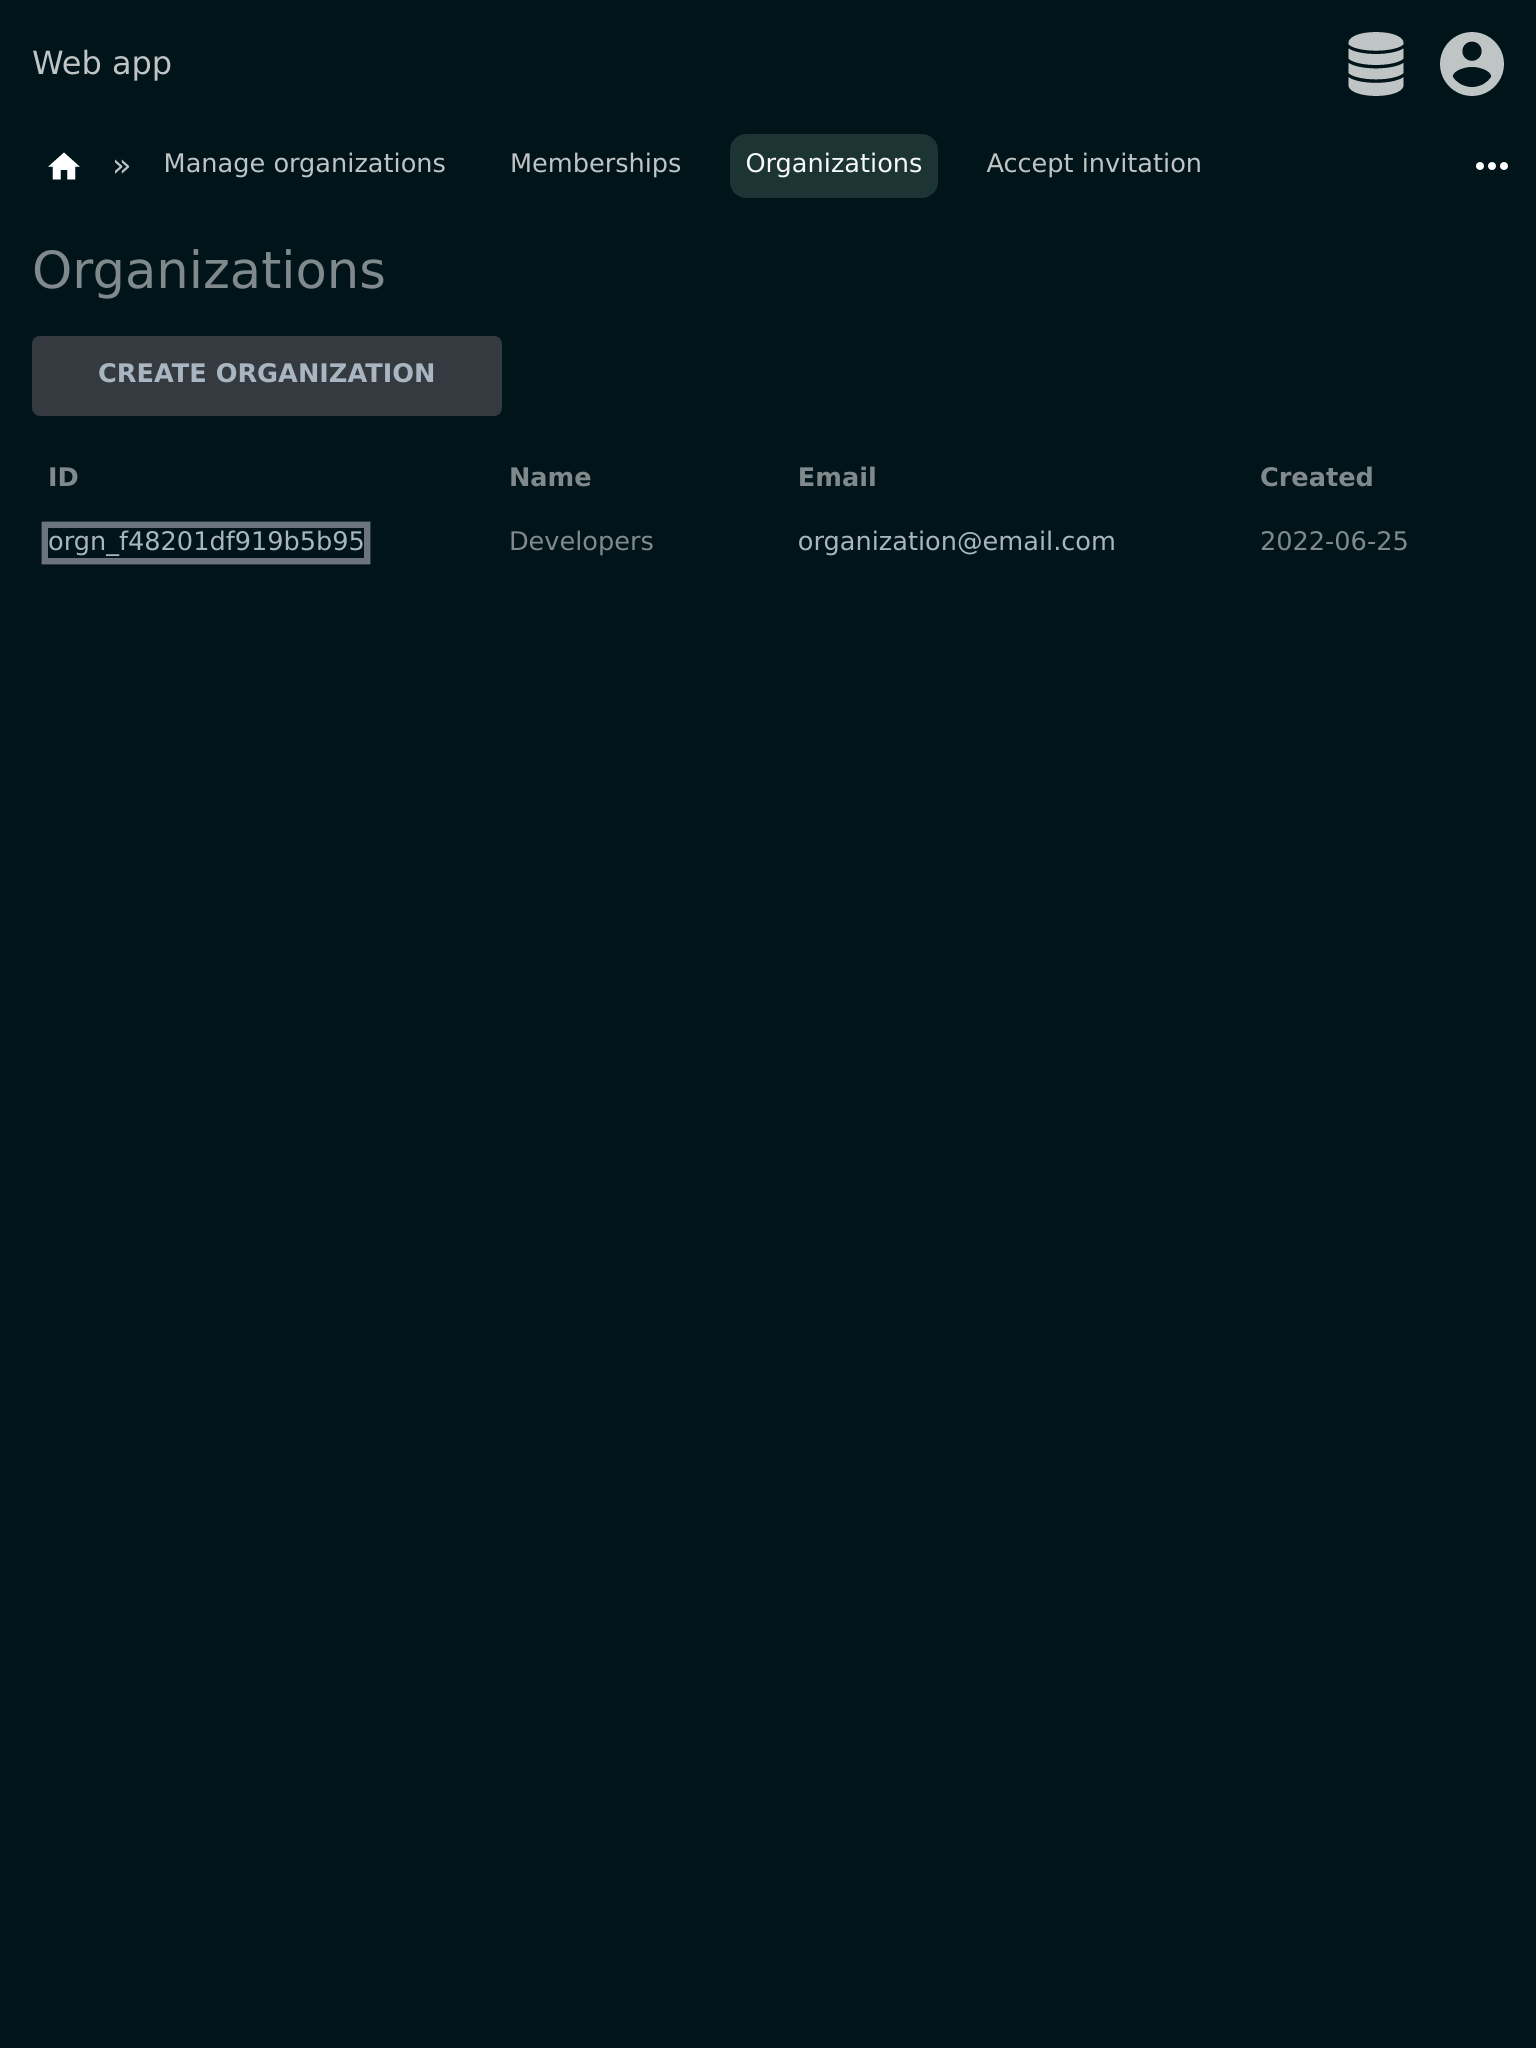 Web app
» Manage organizations Memberships Organizations Accept invitation
Organizations
CREATE ORGANIZATION
ID Name Email Created
orgn_f48201df919b5b95 Developers organization@email.com 2022-06-25